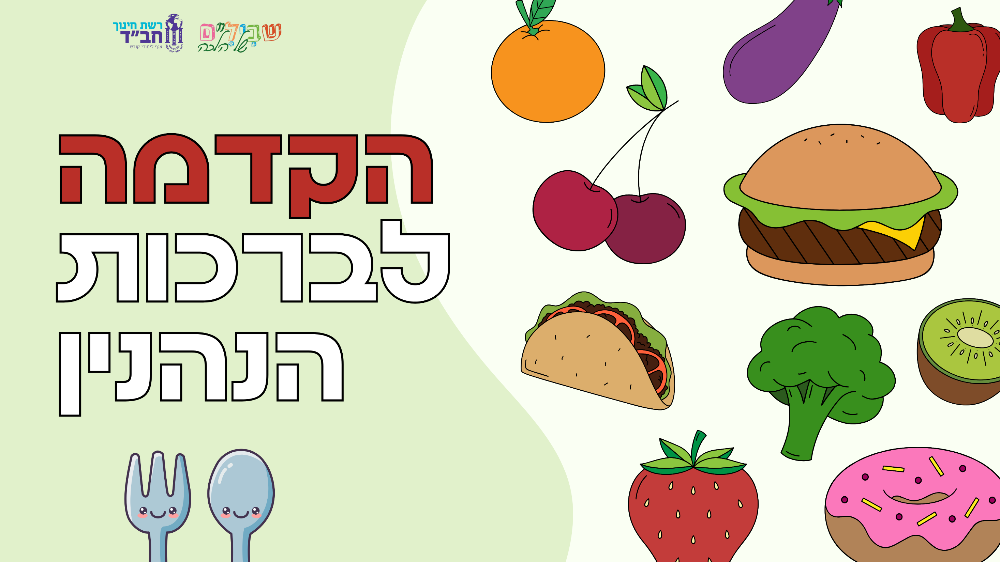 שבילים
של הלכה
רשת חינוך
חב"ד
אגף לימודי קודש
הקדמה
לברכות
הנהנין